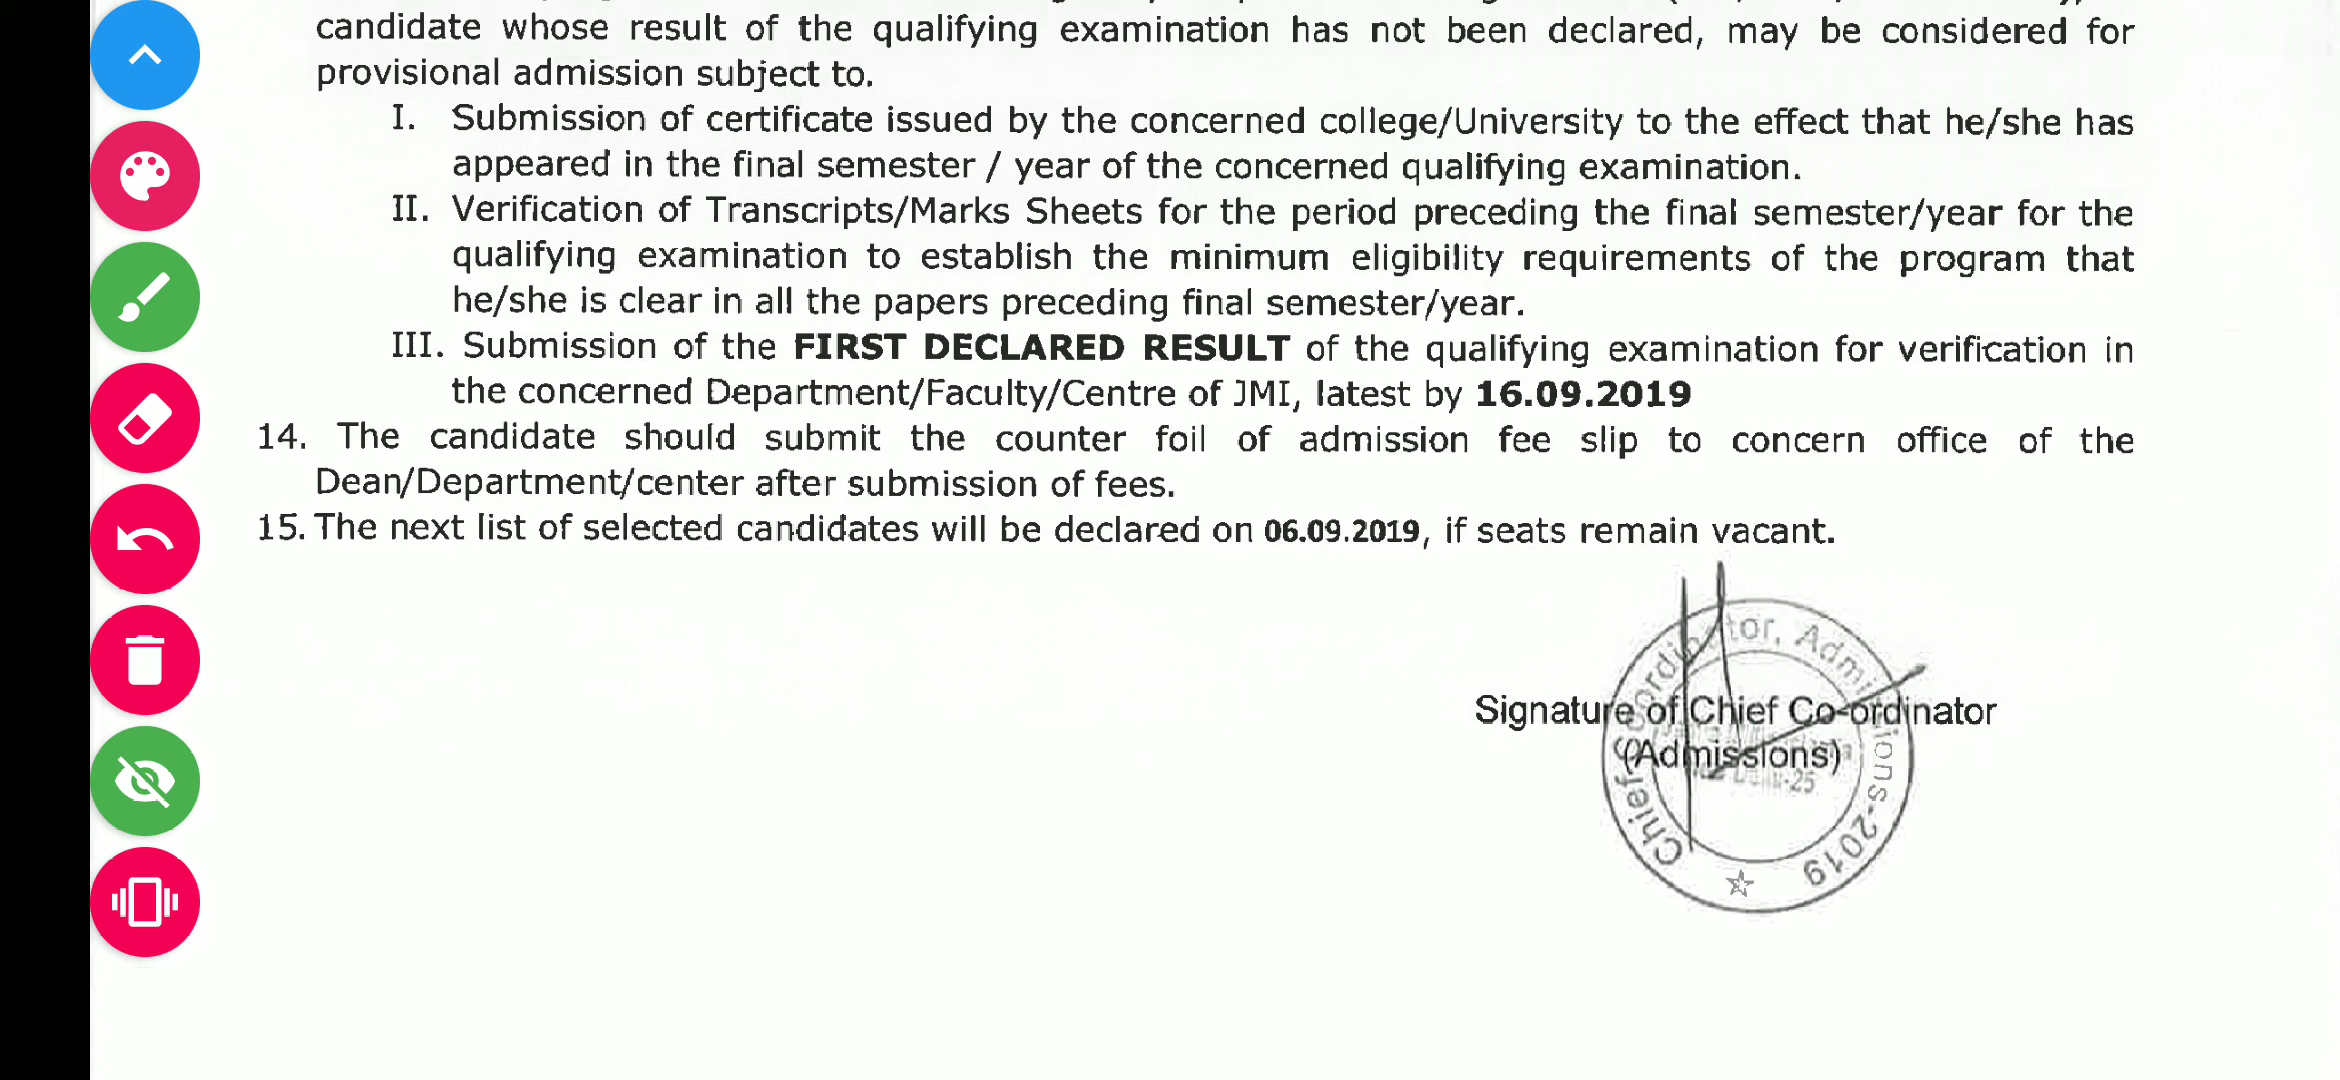 candidate whose result of the qualifying examination has not been declared, may be considered for
provisional admission subject to.
I. Submission of certificate issued by the concerned college/University to the effect that he/she has
appeared in the final semester / year of the concerned qualifying examination.
II. Verification of Transcripts/Marks Sheets for the period preceding the final semester/year for the
qualifying examination to establish the minimum eligibility requirements of the program that
he/she is clear in all the papers preceding final semester/year.
III. Submission of the FIRST DECLARED RESULT of the qualifying examination for verification in
the concerned Department/Faculty/Centre of JMI, latest by 16.09.2019
14. The candidate should submit the counter foil of admission fee slip to concern office of the
Dean/Department/center after submission of fees.
15. The next list of selected candidates will be declared on 06.09.2019, if seats remain vacant.
Signature of Chief Co-ordinator
(Admissions)
Chief Coordinator, Admissions-2019